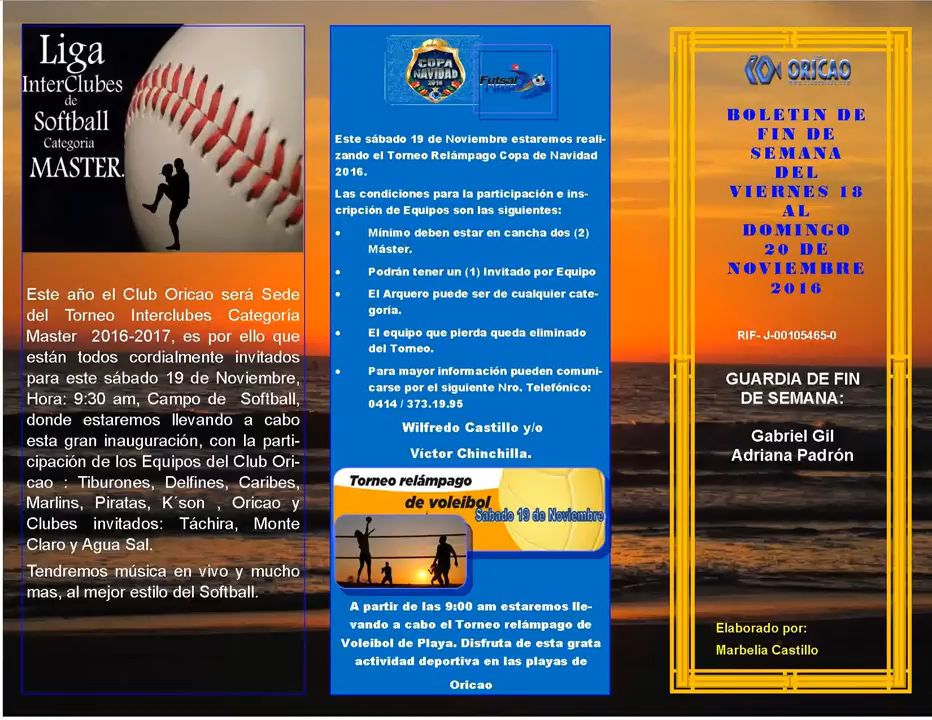 Liga
InterClubes
de
Softball
Categoria
MASTER.
Este año el Club Oricao será Sede
del Torneo Interclubes Categoría
Master 2016-2017, es por ello que
están todos cordialmente invitados
para este sábado 19 de Noviembre,
Hora: 9:30 am, Campo de Softball,
donde estaremos llevando a cabo
esta gran inauguración, con la parti-
cipación de los Equipos del Club Ori-
cao : Tiburones, Delfines, Caribes,
Marlins, Piratas, K´son , Oricao y
Clubes invitados: Táchira, Monte
Claro y Agua Sal.
Tendremos música en vivo y mucho
mas, al mejor estilo del Softball.
COPA
NAVIDAD
2016
Futsal
Este sábado 19 de Noviembre estaremos reali-
zando el Torneo Relámpago Copa de Navidad
2016.
Las condiciones para la participación e ins-
cripción de Equipos son las siguientes:
• Mínimo deben estar en cancha dos (2)
Máster.
• Podrán tener un (1) Invitado por Equipo
• El Arquero puede ser de cualquier cate-
goría.
• El equipo que pierda queda eliminado
del Torneo.
• Para mayor información pueden comuni-
carse por el siguiente Nro. Telefónico:
0414 / 373.19.95
Wilfredo Castillo y/o
Víctor Chinchilla.
Torneo relámpago
de voleibol
Sabado 19 de Noviembre
A partir de las 9:00 am estaremos lle-
vando a cabo el Torneo relámpago de
Voleibol de Playa. Disfruta de esta grata
actividad deportiva en las playas de
Oricao
ORICAO
BOLETIN DE
FIN DE
SEMANA
DEL
VIERNES 18
AL
DOMINGO
20 DE
NOVIEMBRE
2016
RIF- J-00105465-0
GUARDIA DE FIN
DE SEMANA:
Gabriel Gil
Adriana Padrón
Elaborado por:
Marbelia Castillo